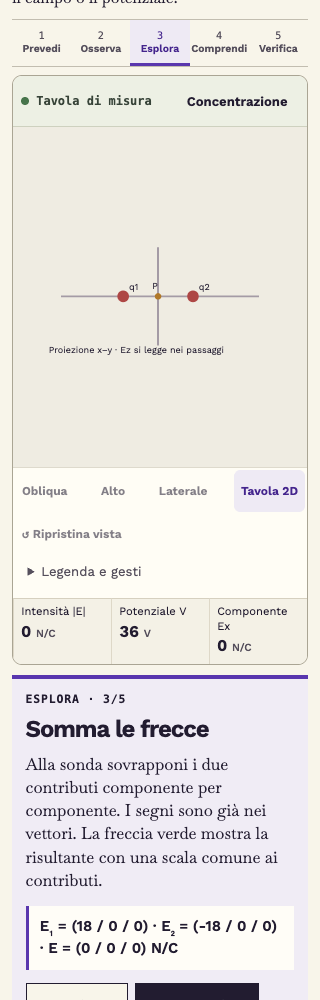 il campo o il potenziale.
1 2 3 4 5
Prevedi Osserva Esplora Comprendi Verifica
Tavola di misura Concentrazione
q1 P q2
Proiezione x–y · Ez si legge nei passaggi
Obliqua Alto Laterale Tavola 2D
↺ Ripristina vista
▶ Legenda e gesti
Intensità |E| Potenziale V Componente Ex
0 N/C 36 V 0 N/C
ESPLORA · 3/5
Somma le frecce
Alla sonda sovrapponi i due
contributi componente per
componente. I segni sono già nei
vettori. La freccia verde mostra la
risultante con una scala comune ai
contributi.
E₁ = (18 / 0 / 0) · E₂ = (-18 / 0 / 0)
· E = (0 / 0 / 0) N/C